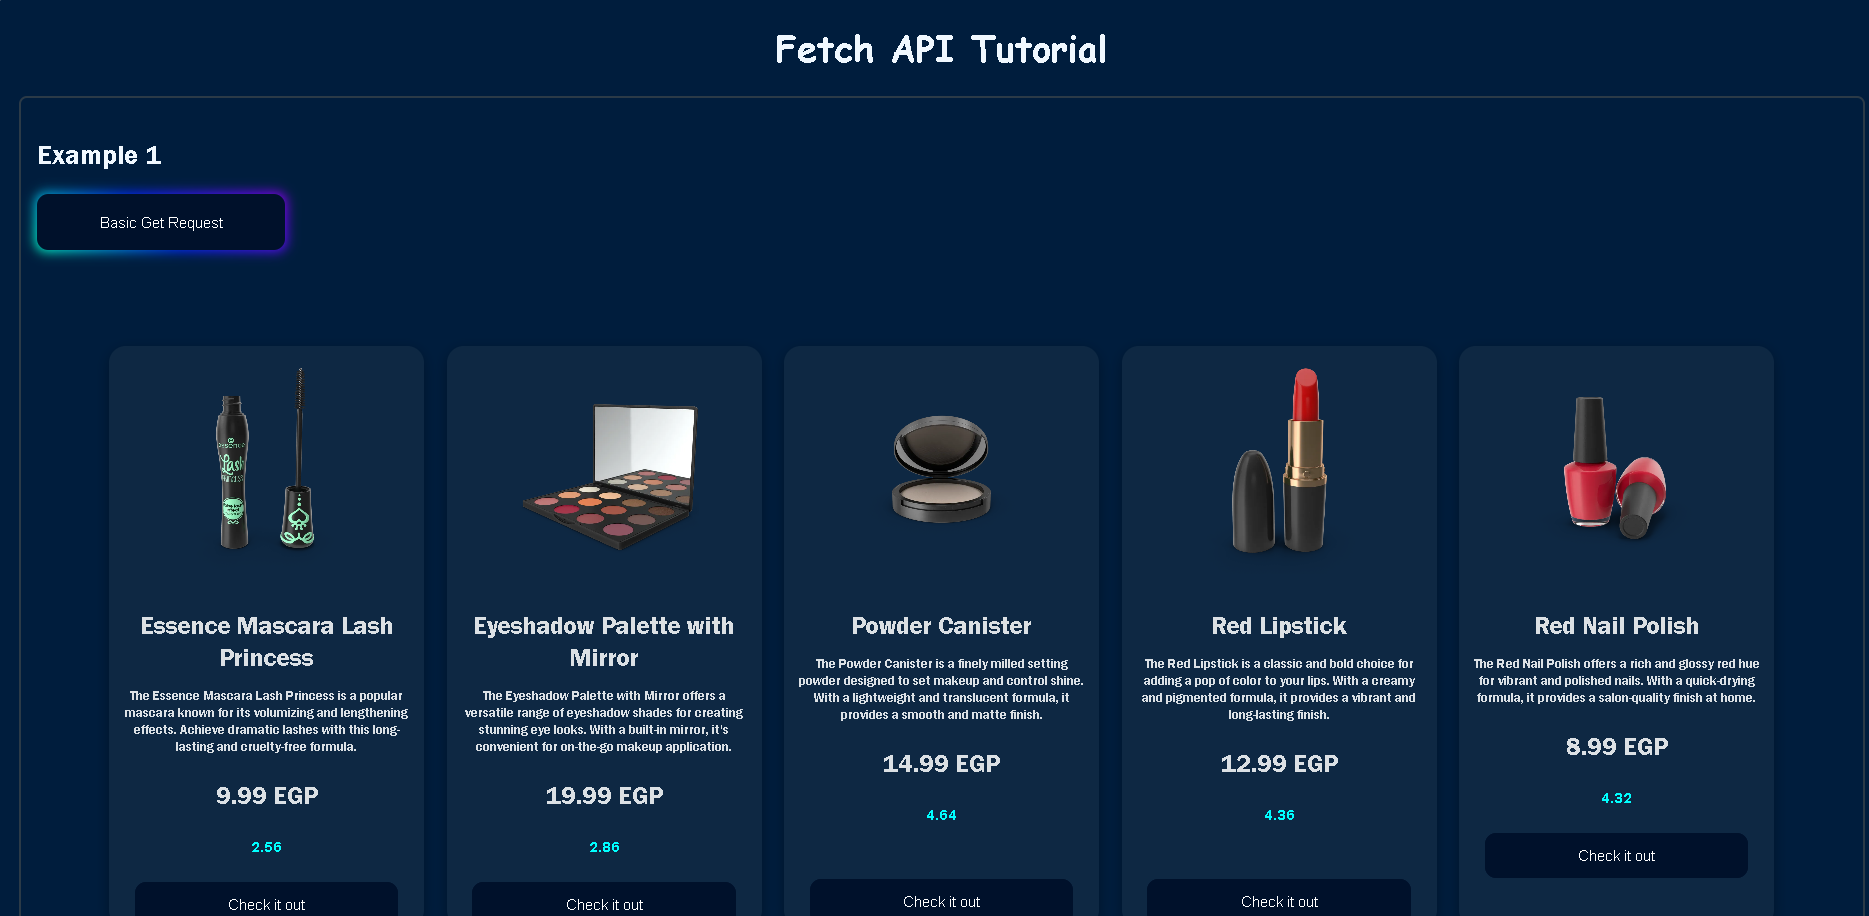 Fetch API Tutorial
Example 1
Basic Get Request
essence
Lash
Essence Mascara Lash
Princess
The Essence Mascara Lash Princess is a popular
mascara known for its volumizing and lengthening
effects. Achieve dramatic lashes with this long-
lasting and cruelty-free formula.
9.99 EGP
2.56
Check it out
Eyeshadow Palette with
Mirror
The Eyeshadow Palette with Mirror offers a
versatile range of eyeshadow shades for creating
stunning eye looks. With a built-in mirror, it's
convenient for on-the-go makeup application.
19.99 EGP
2.86
Check it out
Powder Canister
The Powder Canister is a finely milled setting
powder designed to set makeup and control shine.
With a lightweight and translucent formula, it
provides a smooth and matte finish.
14.99 EGP
4.64
Check it out
Red Lipstick
The Red Lipstick is a classic and bold choice for
adding a pop of color to your lips. With a creamy
and pigmented formula, it provides a vibrant and
long-lasting finish.
12.99 EGP
4.36
Check it out
Red Nail Polish
The Red Nail Polish offers a rich and glossy red hue
for vibrant and polished nails. With a quick-drying
formula, it provides a salon-quality finish at home.
8.99 EGP
4.32
Check it out